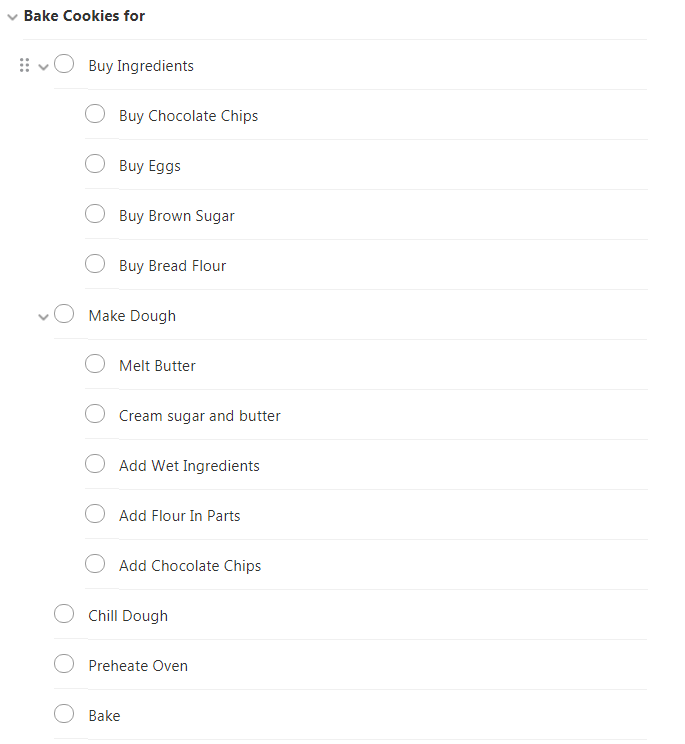 Bake Cookies for
Buy Ingredients
Buy Chocolate Chips
Buy Eggs
Buy Brown Sugar
Buy Bread Flour
Make Dough
Melt Butter
Cream sugar and butter
Add Wet Ingredients
Add Flour In Parts
Add Chocolate Chips
Chill Dough
Preheate Oven
Bake